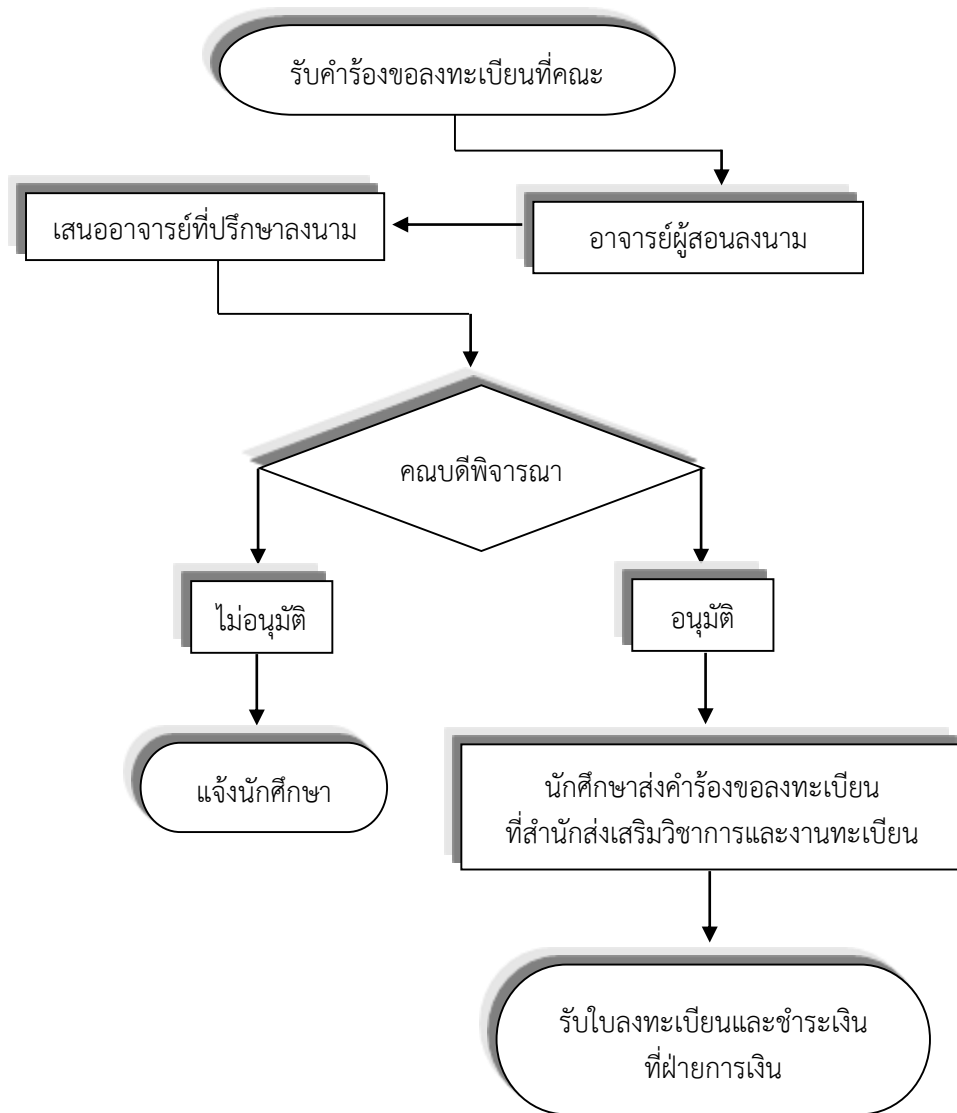 รับคำร้องขอลงทะเบียนที่คณะ
อาจารย์ผู้สอนลงนาม
เสนออาจารย์ที่ปรึกษาลงนาม
คณบดีพิจารณา
ไม่อนุมัติ
อนุมัติ
แจ้งนักศึกษา
นักศึกษาส่งคำร้องขอลงทะเบียน
ที่สำนักส่งเสริมวิชาการและงานทะเบียน
รับใบลงทะเบียนและชำระเงิน
ที่ฝ่ายการเงิน